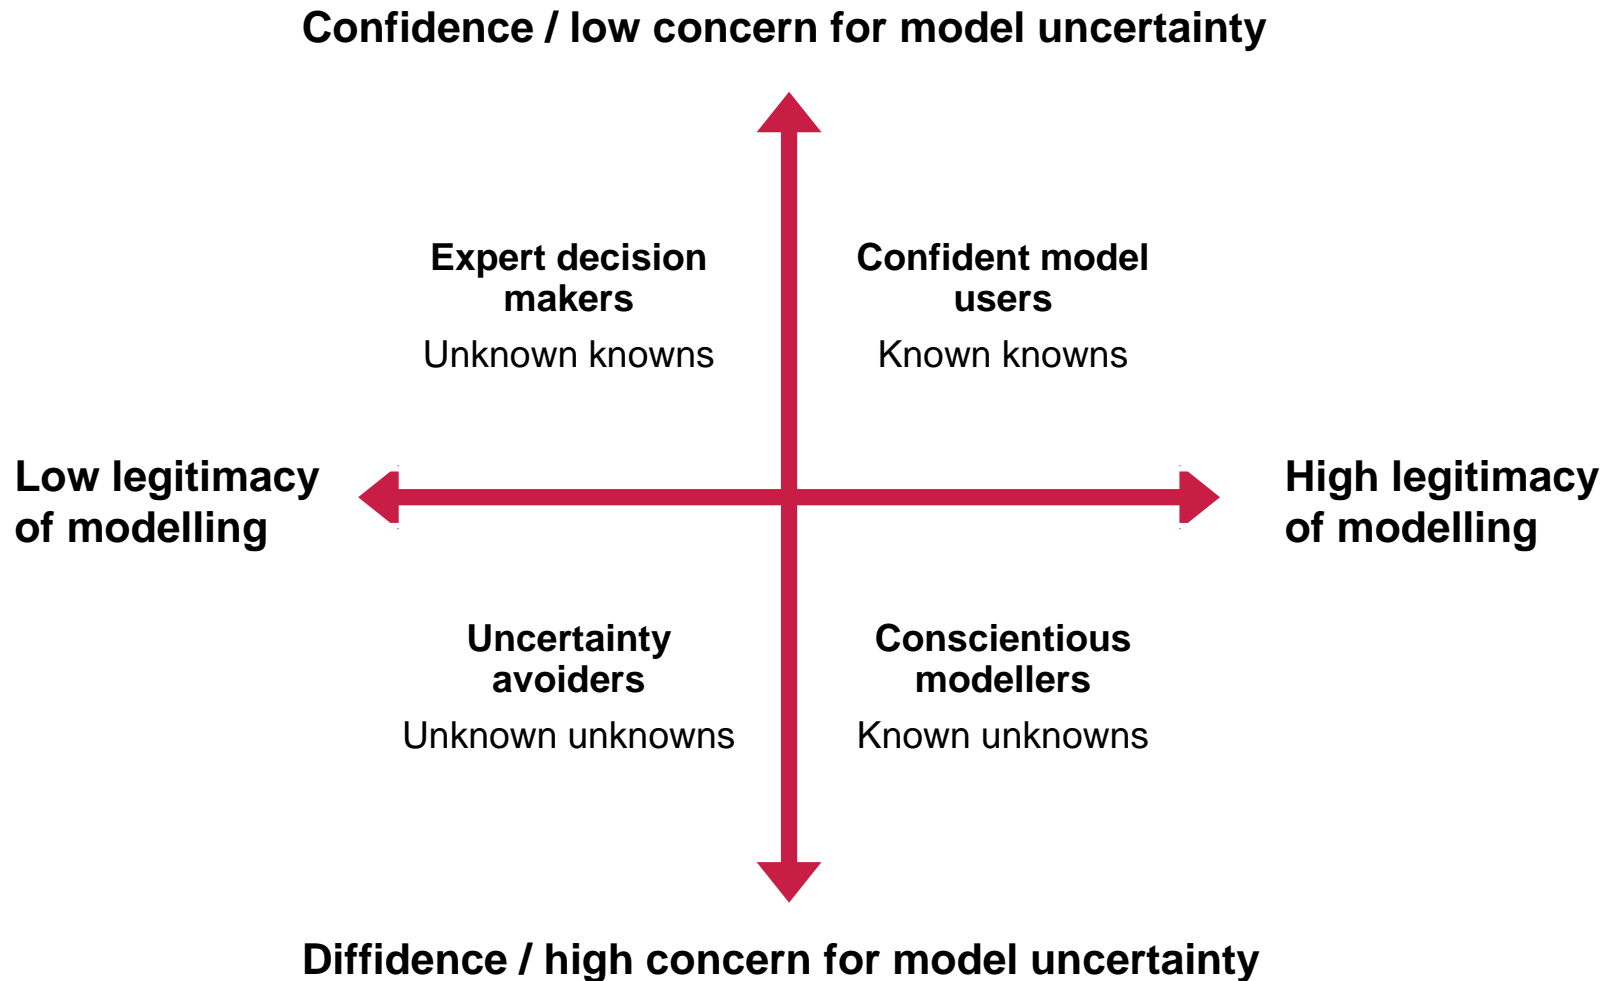 Confidence / low concern for model uncertainty
Expert decision
makers
Unknown knowns
Confident model
users
Known knowns
Low legitimacy
of modelling
High legitimacy
of modelling
Uncertainty
avoiders
Unknown unknowns
Conscientious
modellers
Known unknowns
Diffidence / high concern for model uncertainty